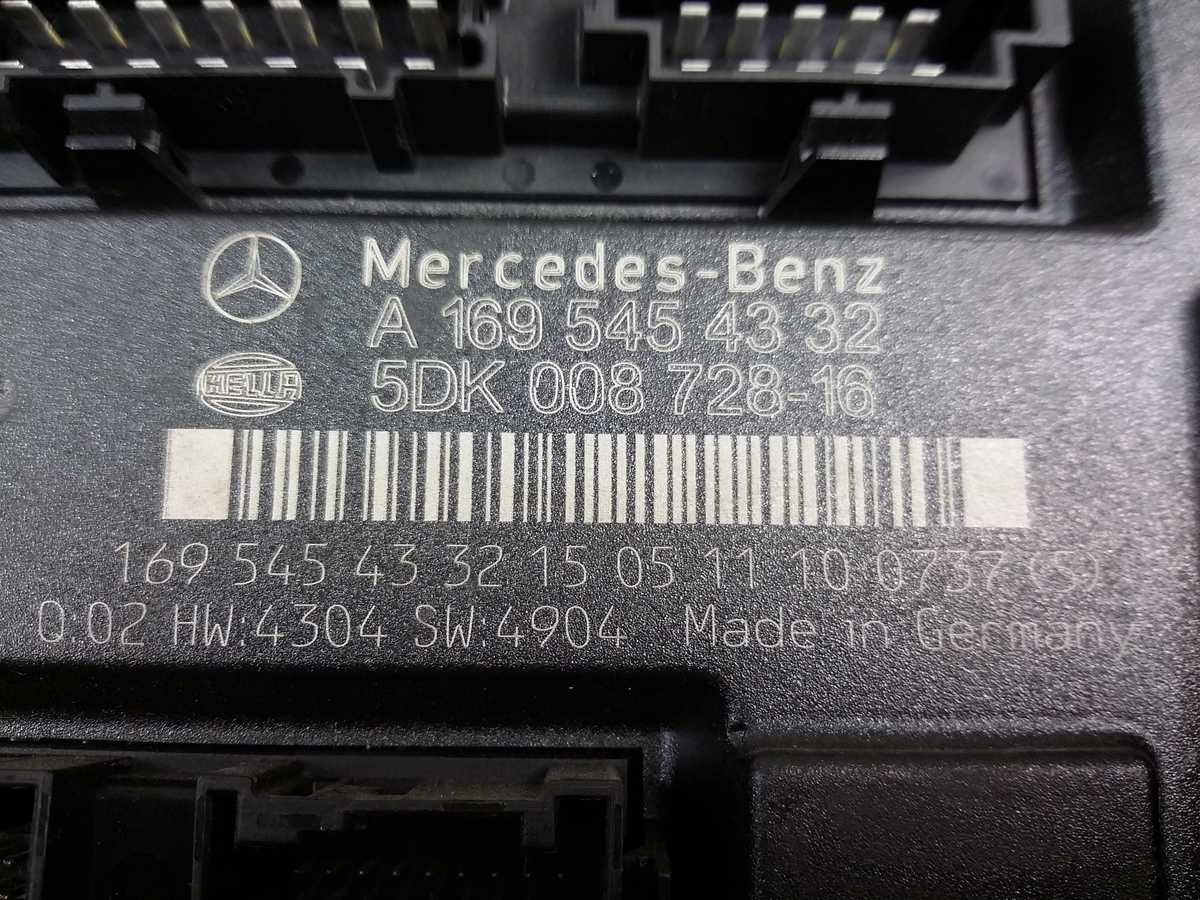 Mercedes-Benz
A 169 545 43 32
HELLA
5DK 008 728-16
169 545 43 32 15 05 11 10 0737 (S)
Q:02 HW:4304 SW:4904 Made in Germany